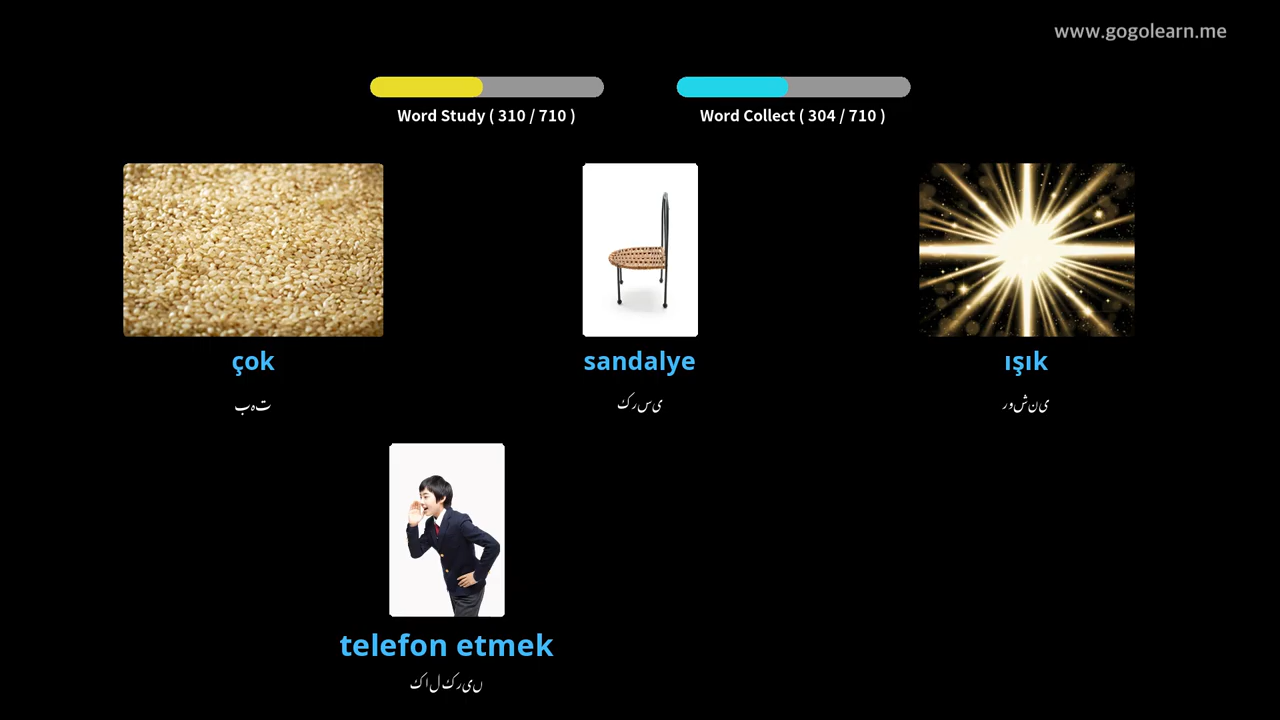 www.gogolearn.me
Word Study ( 310 / 710 )
Word Collect ( 304 / 710 )
çok
sandalye
ışık
بہت
کرسی
روشنی
telefon etmek
کال کریں